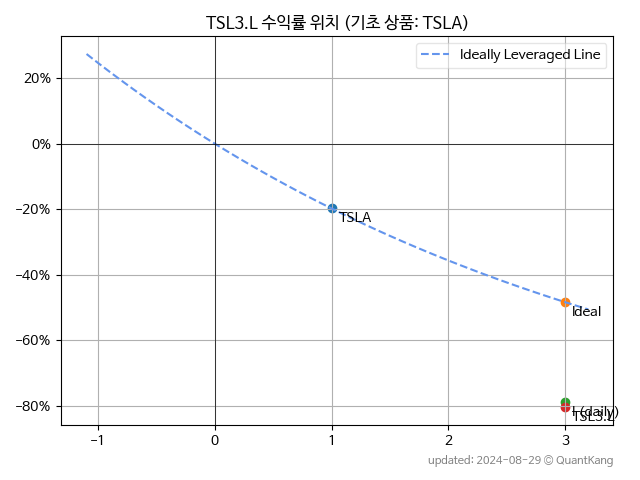 TSL3.L 수익률 위치 (기초 상품: TSLA)
Ideally Leveraged Line
20%
0%
−20%
−40%
−60%
−80%
TSLA
Ideal
I (daily)
TSL3.L
−1
0
1
2
3
updated: 2024-08-29 © QuantKang